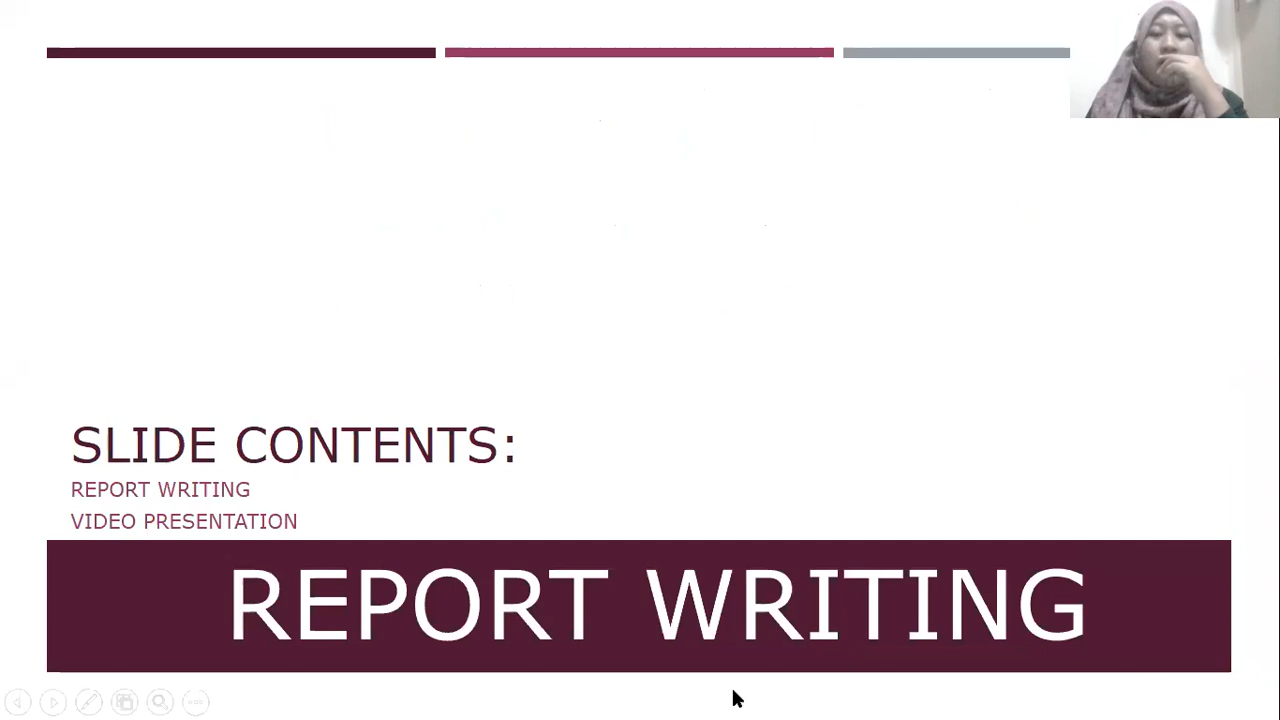 SLIDE CONTENTS:
REPORT WRITING
VIDEO PRESENTATION
REPORT WRITING